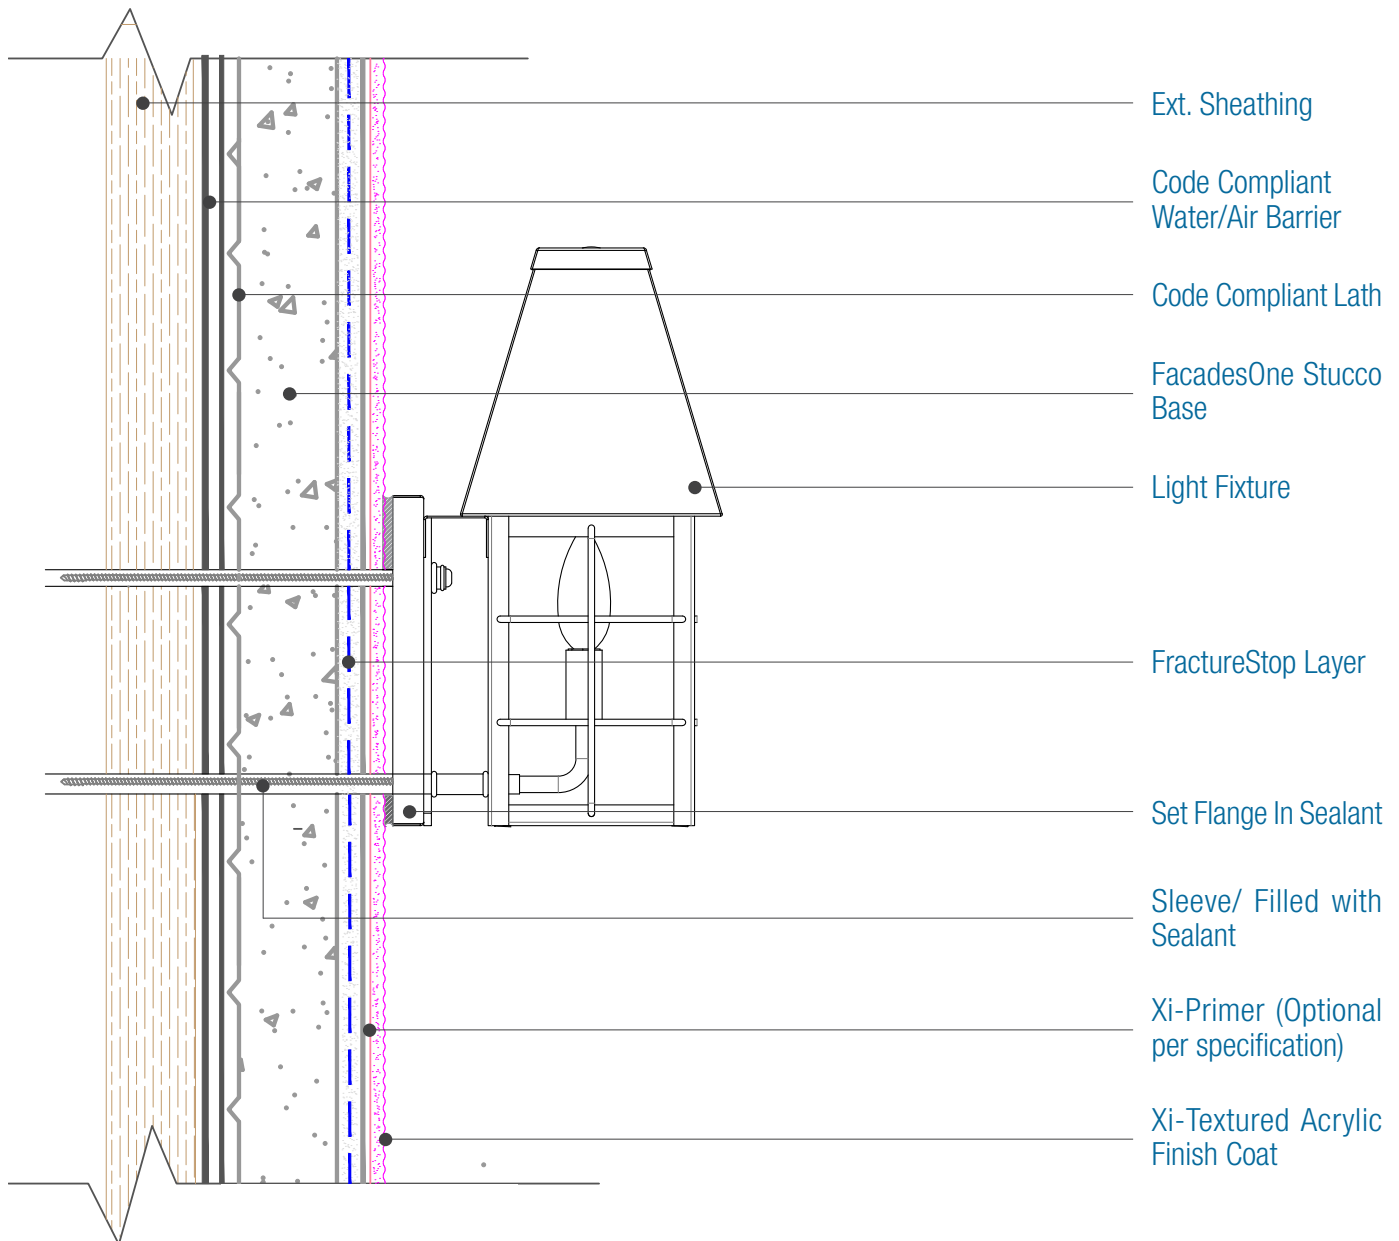 Ext. Sheathing
Code Compliant
Water/Air Barrier
Code Compliant Lath
FacadesOne Stucco
Base
Light Fixture
FractureStop Layer
Set Flange In Sealant
Sleeve/ Filled with
Sealant
Xi-Primer (Optional
per specification)
Xi-Textured Acrylic
Finish Coat